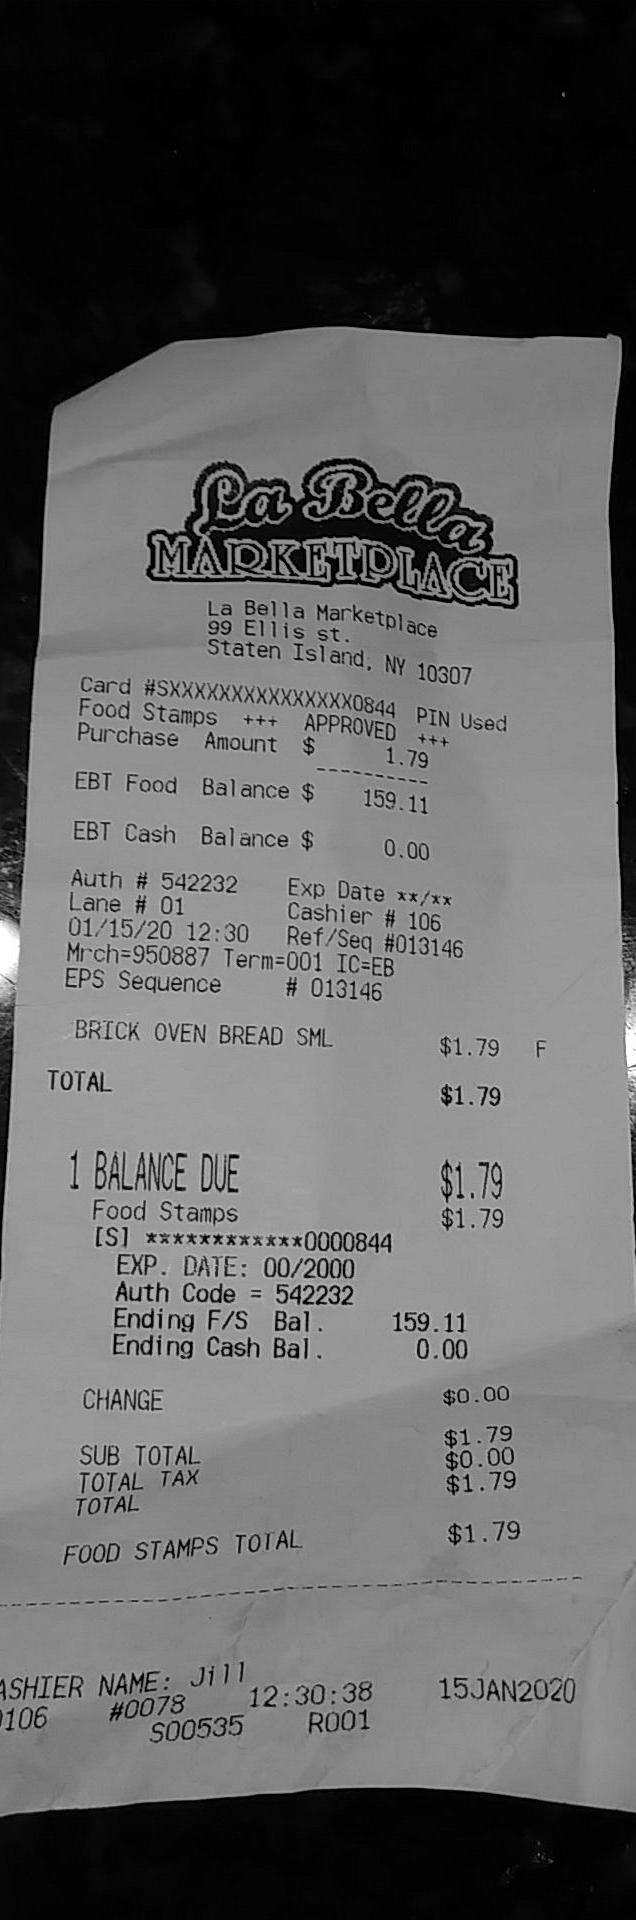 La Bella
MARKETPLACE
La Bella Marketplace
99 Ellis st.
Staten Island, NY 10307
Card #SXXXXXXXXXXXXXXX0844 PIN Used
Food Stamps +++ APPROVED +++
Purchase Amount $ 1.79
----------
EBT Food Balance $ 159.11
EBT Cash Balance $ 0.00
Auth # 542232 Exp Date **/**
Lane # 01 Cashier # 106
01/15/20 12:30 Ref/Seq #013146
Mrch=950887 Term=001 IC=EB
EPS Sequence # 013146
BRICK OVEN BREAD SML $1.79 F
TOTAL $1.79
1 BALANCE DUE $1.79
Food Stamps $1.79
[S] ************0000844
EXP. DATE: 00/2000
Auth Code = 542232
Ending F/S Bal. 159.11
Ending Cash Bal. 0.00
CHANGE $0.00
SUB TOTAL $1.79
TOTAL TAX $0.00
TOTAL $1.79
FOOD STAMPS TOTAL $1.79
ASHIER NAME: Jill 12:30:38 15JAN2020
0106 #0078 S00535 R001